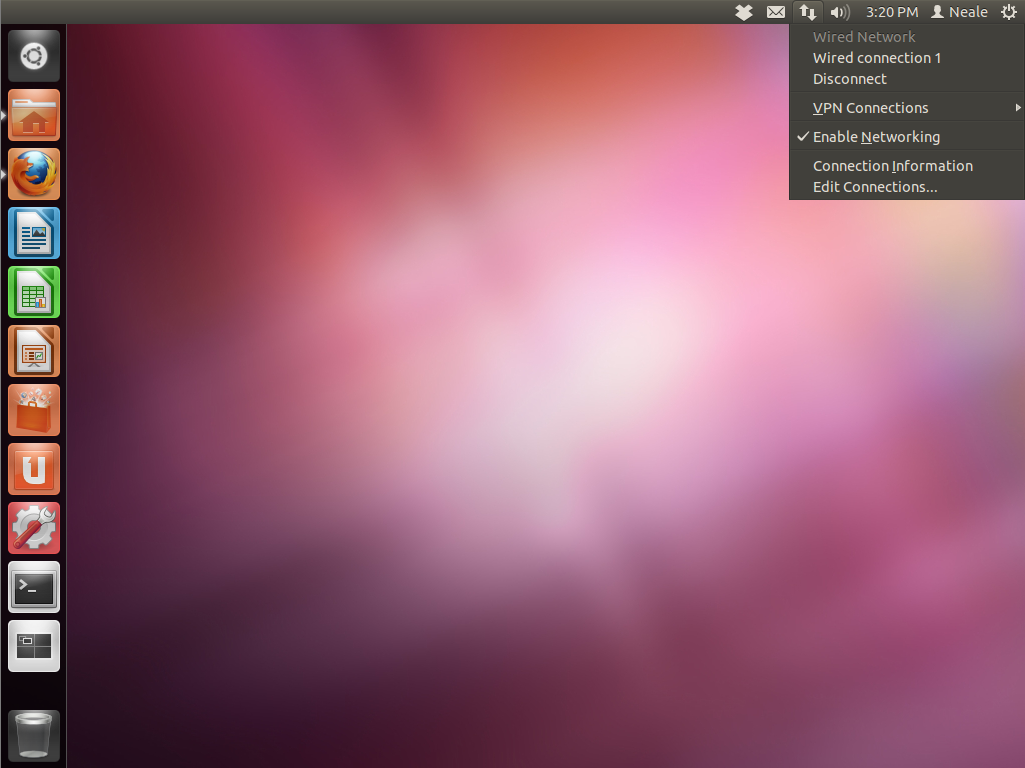 3:20 PM Neale
Wired Network
Wired connection 1
Disconnect
VPN Connections
Enable Networking
Connection Information
Edit Connections...